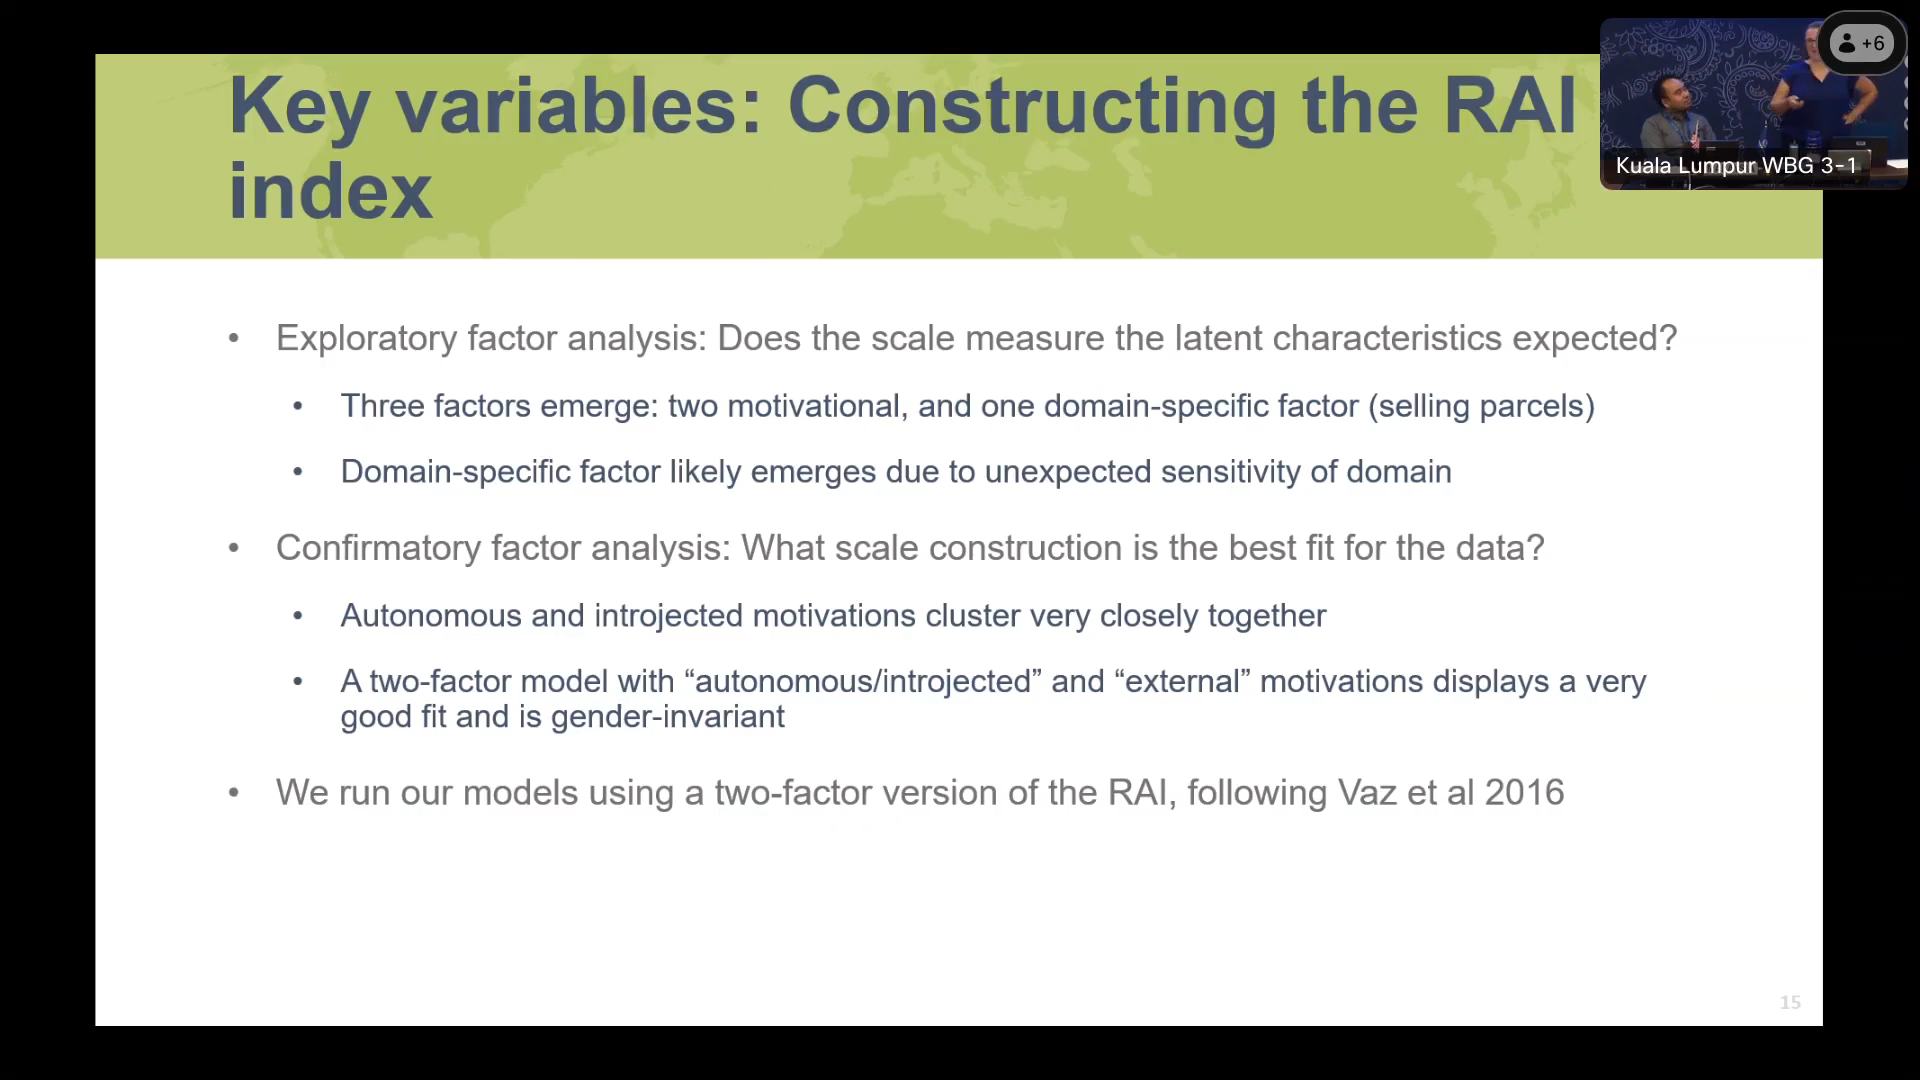 Key variables: Constructing the RAI
index
+6
Kuala Lumpur WBG 3-1
• Exploratory factor analysis: Does the scale measure the latent characteristics expected?
• Three factors emerge: two motivational, and one domain-specific factor (selling parcels)
• Domain-specific factor likely emerges due to unexpected sensitivity of domain
• Confirmatory factor analysis: What scale construction is the best fit for the data?
• Autonomous and introjected motivations cluster very closely together
• A two-factor model with “autonomous/introjected” and “external” motivations displays a very
good fit and is gender-invariant
• We run our models using a two-factor version of the RAI, following Vaz et al 2016
15